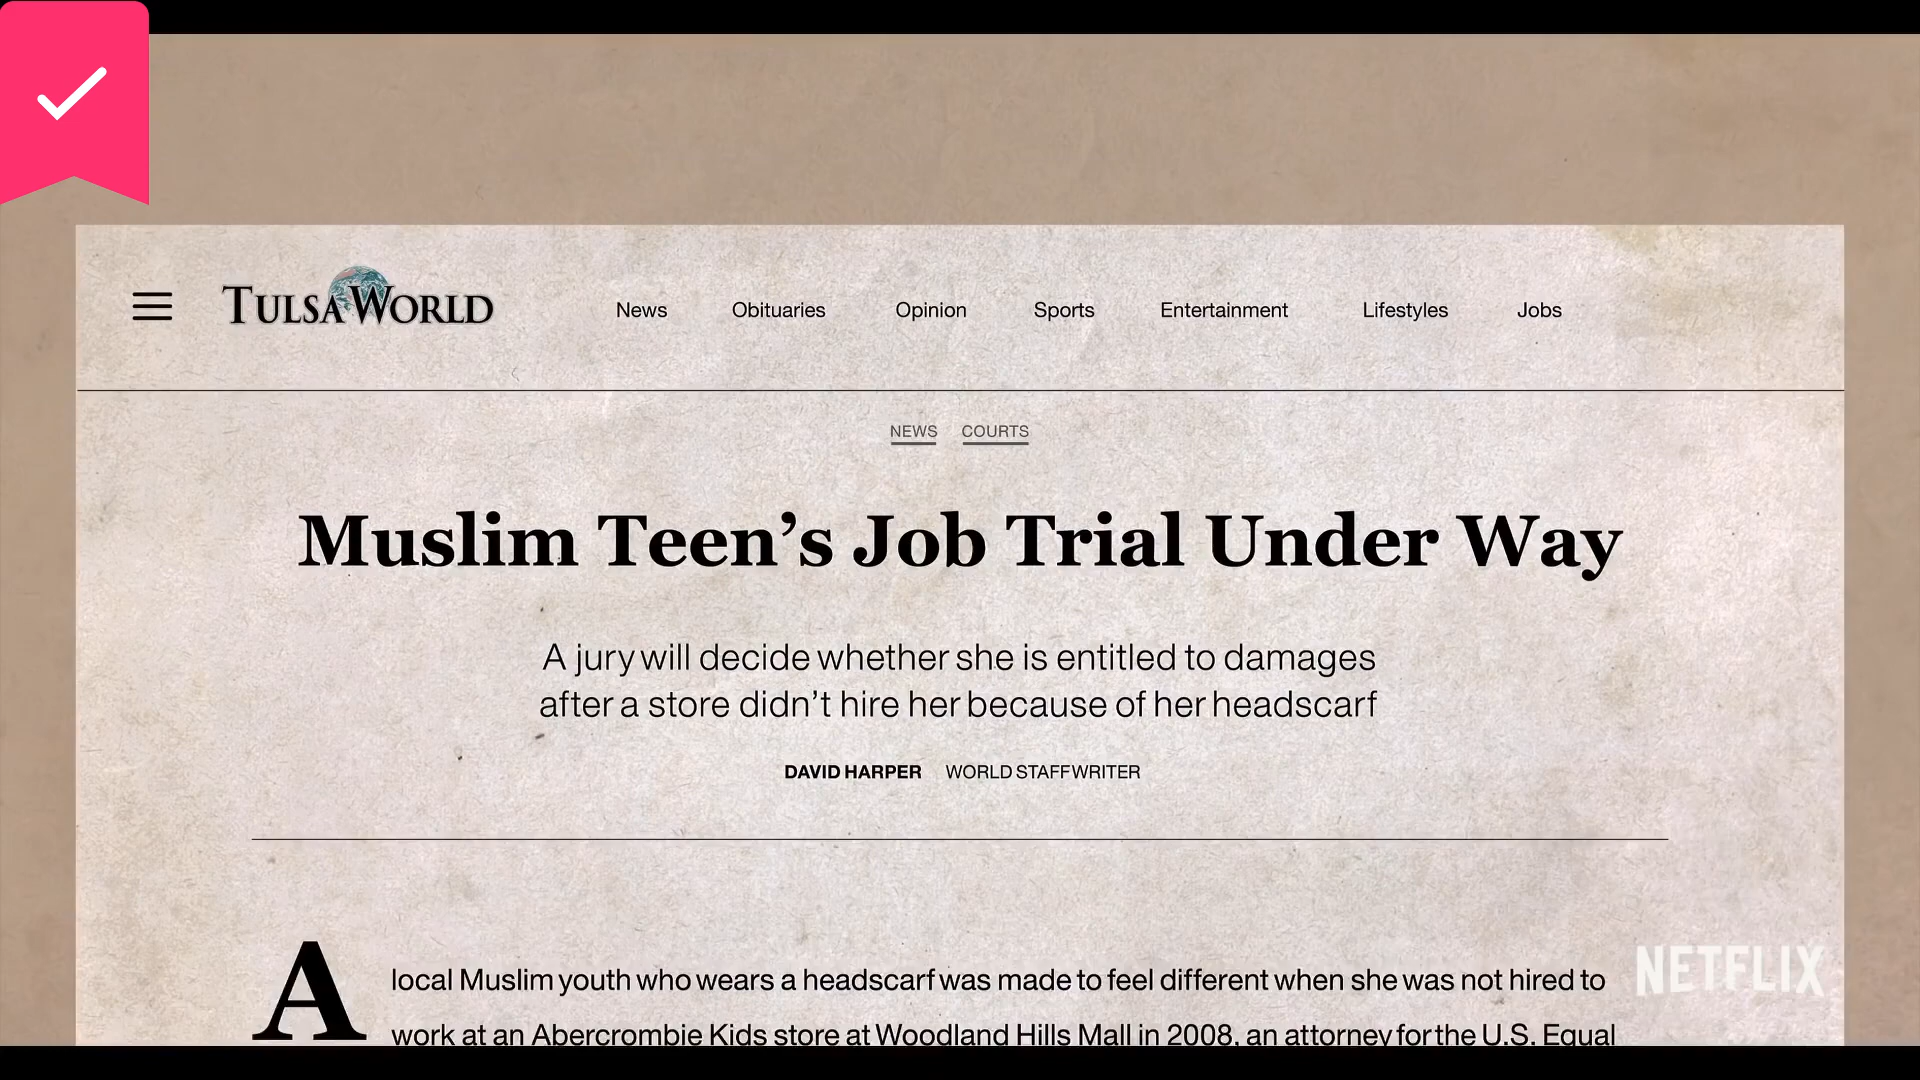 TULSA WORLD
News Obituaries Opinion Sports Entertainment Lifestyles Jobs
NEWS COURTS
Muslim Teen’s Job Trial Under Way
A jury will decide whether she is entitled to damages
after a store didn’t hire her because of her headscarf
DAVID HARPER WORLD STAFF WRITER
A local Muslim youth who wears a headscarf was made to feel different when she was not hired to
work at an Abercrombie Kids store at Woodland Hills Mall in 2008, an attorney for the U.S. Equal
NETFLIX